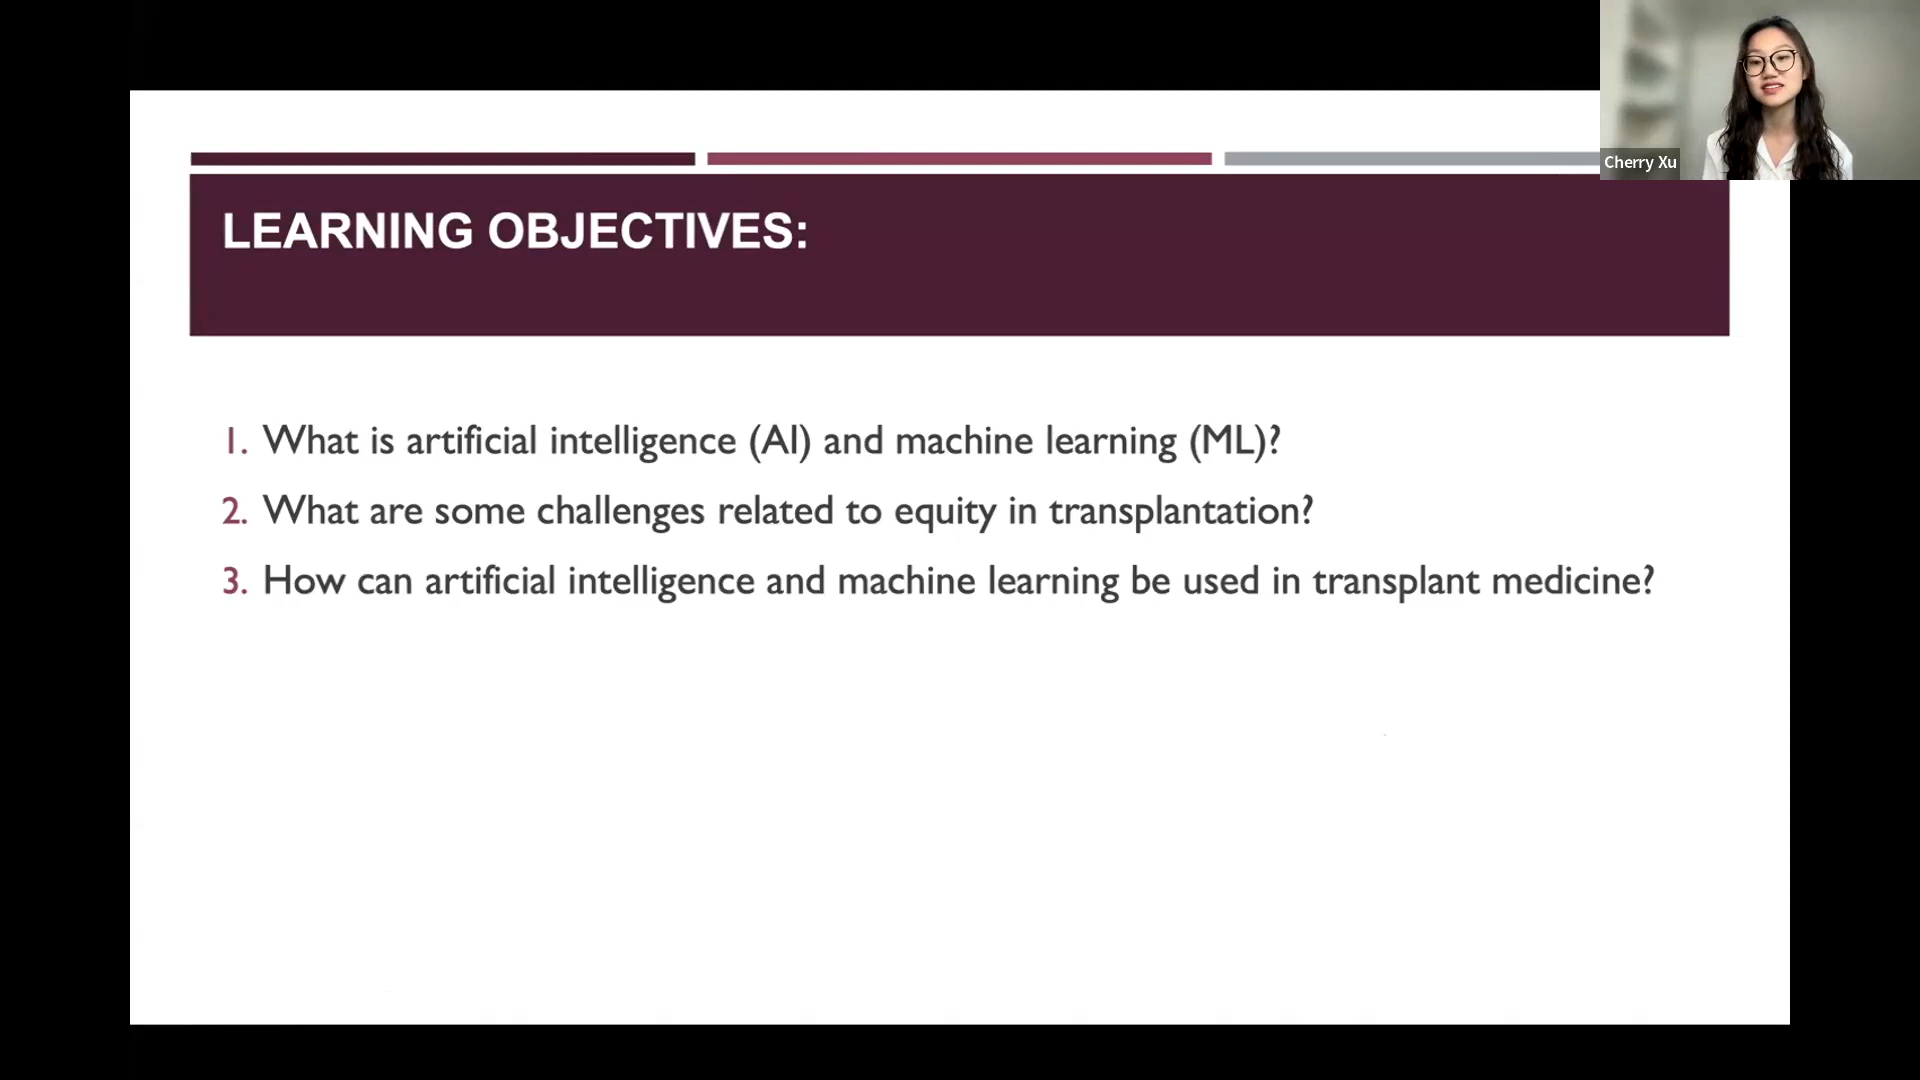 Cherry Xu
LEARNING OBJECTIVES:
1. What is artificial intelligence (AI) and machine learning (ML)?
2. What are some challenges related to equity in transplantation?
3. How can artificial intelligence and machine learning be used in transplant medicine?